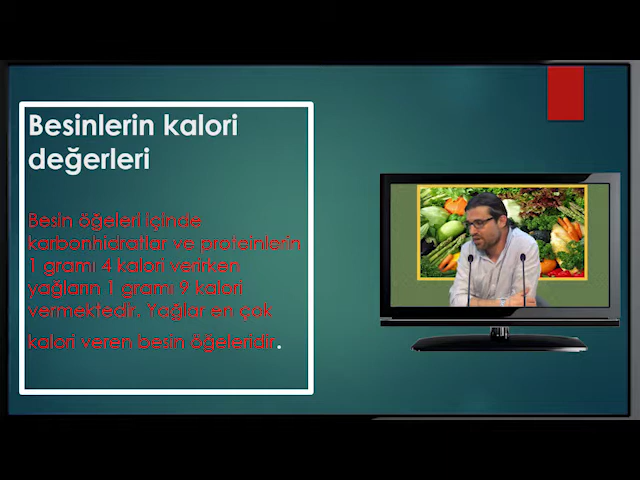 Besinlerin kalori
değerleri
Besin öğeleri içinde
karbonhidratlar ve proteinlerin
1 gramı 4 kalori verirken
yağların 1 gramı 9 kalori
vermektedir. Yağlar en çok
kalori veren besin öğeleridir.